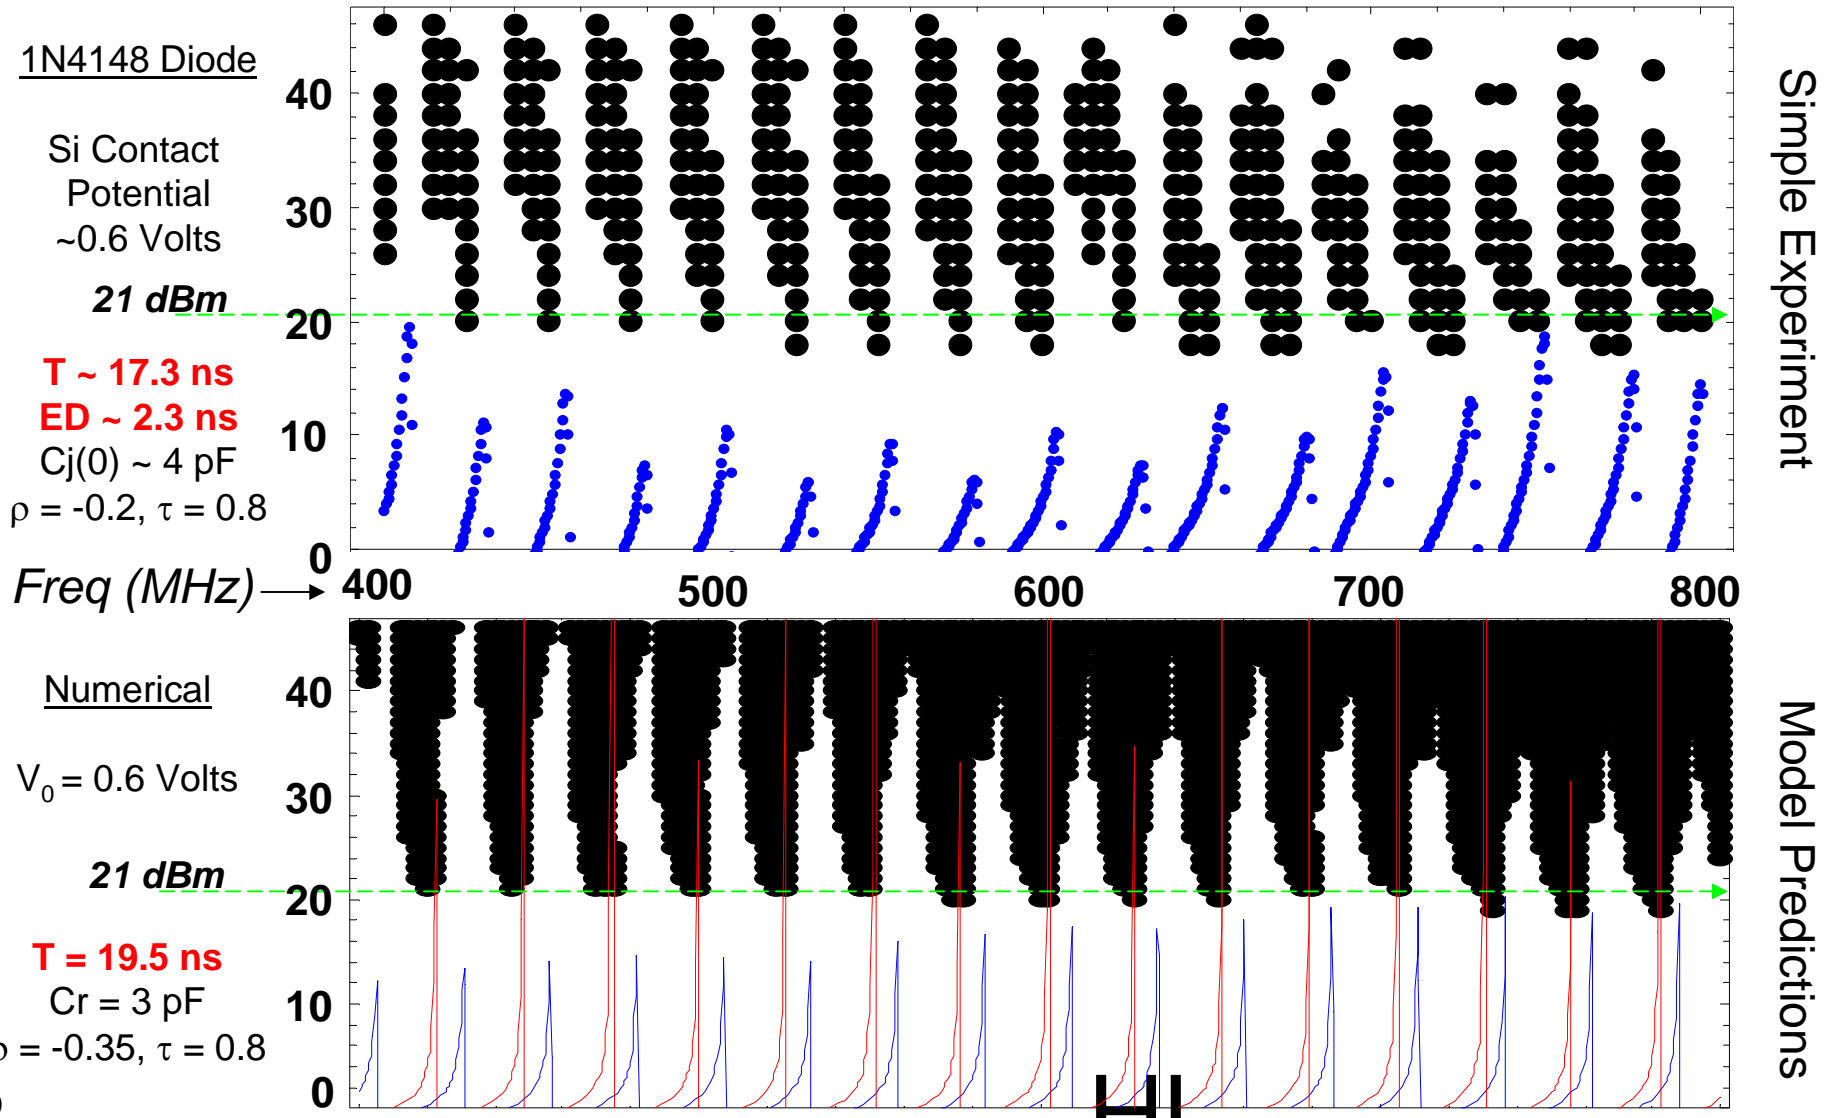 1N4148 Diode
Si Contact
Potential
~0.6 Volts
21 dBm
T ~ 17.3 ns
ED ~ 2.3 ns
Cj(0) ~ 4 pF
ρ = -0.2, τ = 0.8
40
30
20
10
0
Simple Experiment
Freq (MHz)
400 500 600 700 800
Numerical
V₀ = 0.6 Volts
21 dBm
T = 19.5 ns
Cr = 3 pF
ρ = -0.35, τ = 0.8
40
30
20
10
0
Model Predictions